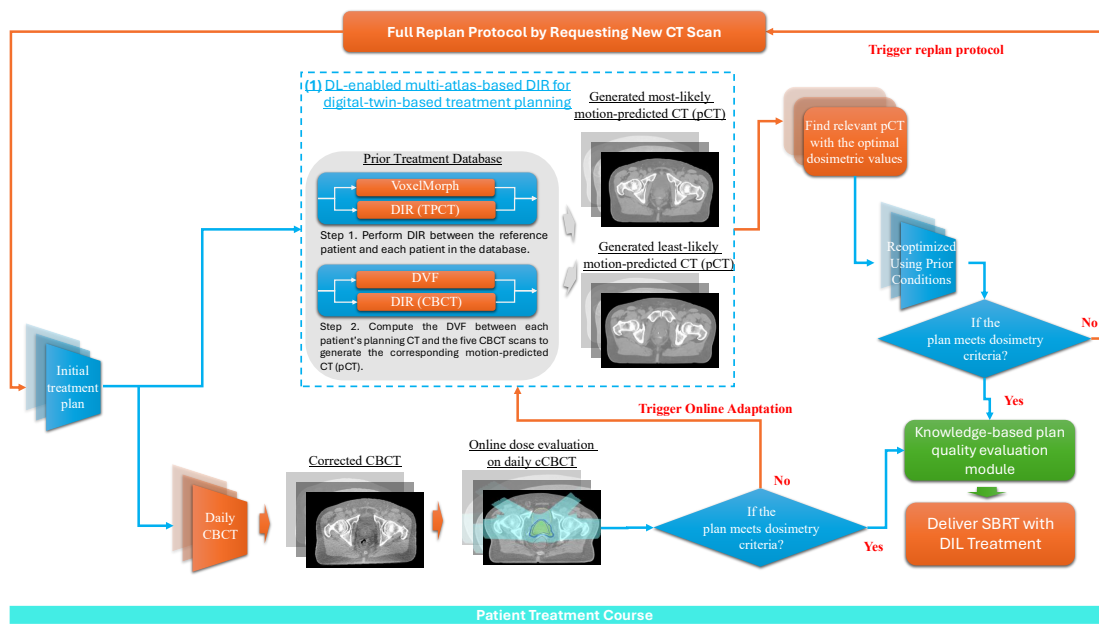 Full Replan Protocol by Requesting New CT Scan
Trigger replan protocol
(1) DL-enabled multi-atlas-based DIR for
digital-twin-based treatment planning
Generated most-likely
motion-predicted CT (pCT)
Prior Treatment Database
VoxelMorph
DIR (TPCT)
Step 1. Perform DIR between the reference
patient and each patient in the database.
DVF
DIR (CBCT)
Step 2. Compute the DVF between each
patient's planning CT and the five CBCT scans to
generate the corresponding motion-predicted
CT (pCT).
Generated least-likely
motion-predicted CT (pCT)
Find relevant pCT
with the optimal
dosimetric values
Reoptimized
Using Prior
Conditions
If the
plan meets dosimetry
criteria?
No
Yes
Initial
treatment
plan
Trigger Online Adaptation
Daily
CBCT
Corrected CBCT
Online dose evaluation
on daily cCBCT
If the
plan meets dosimetry
criteria?
No
Yes
Knowledge-based plan
quality evaluation
module
Deliver SBRT with
DIL Treatment
Patient Treatment Course